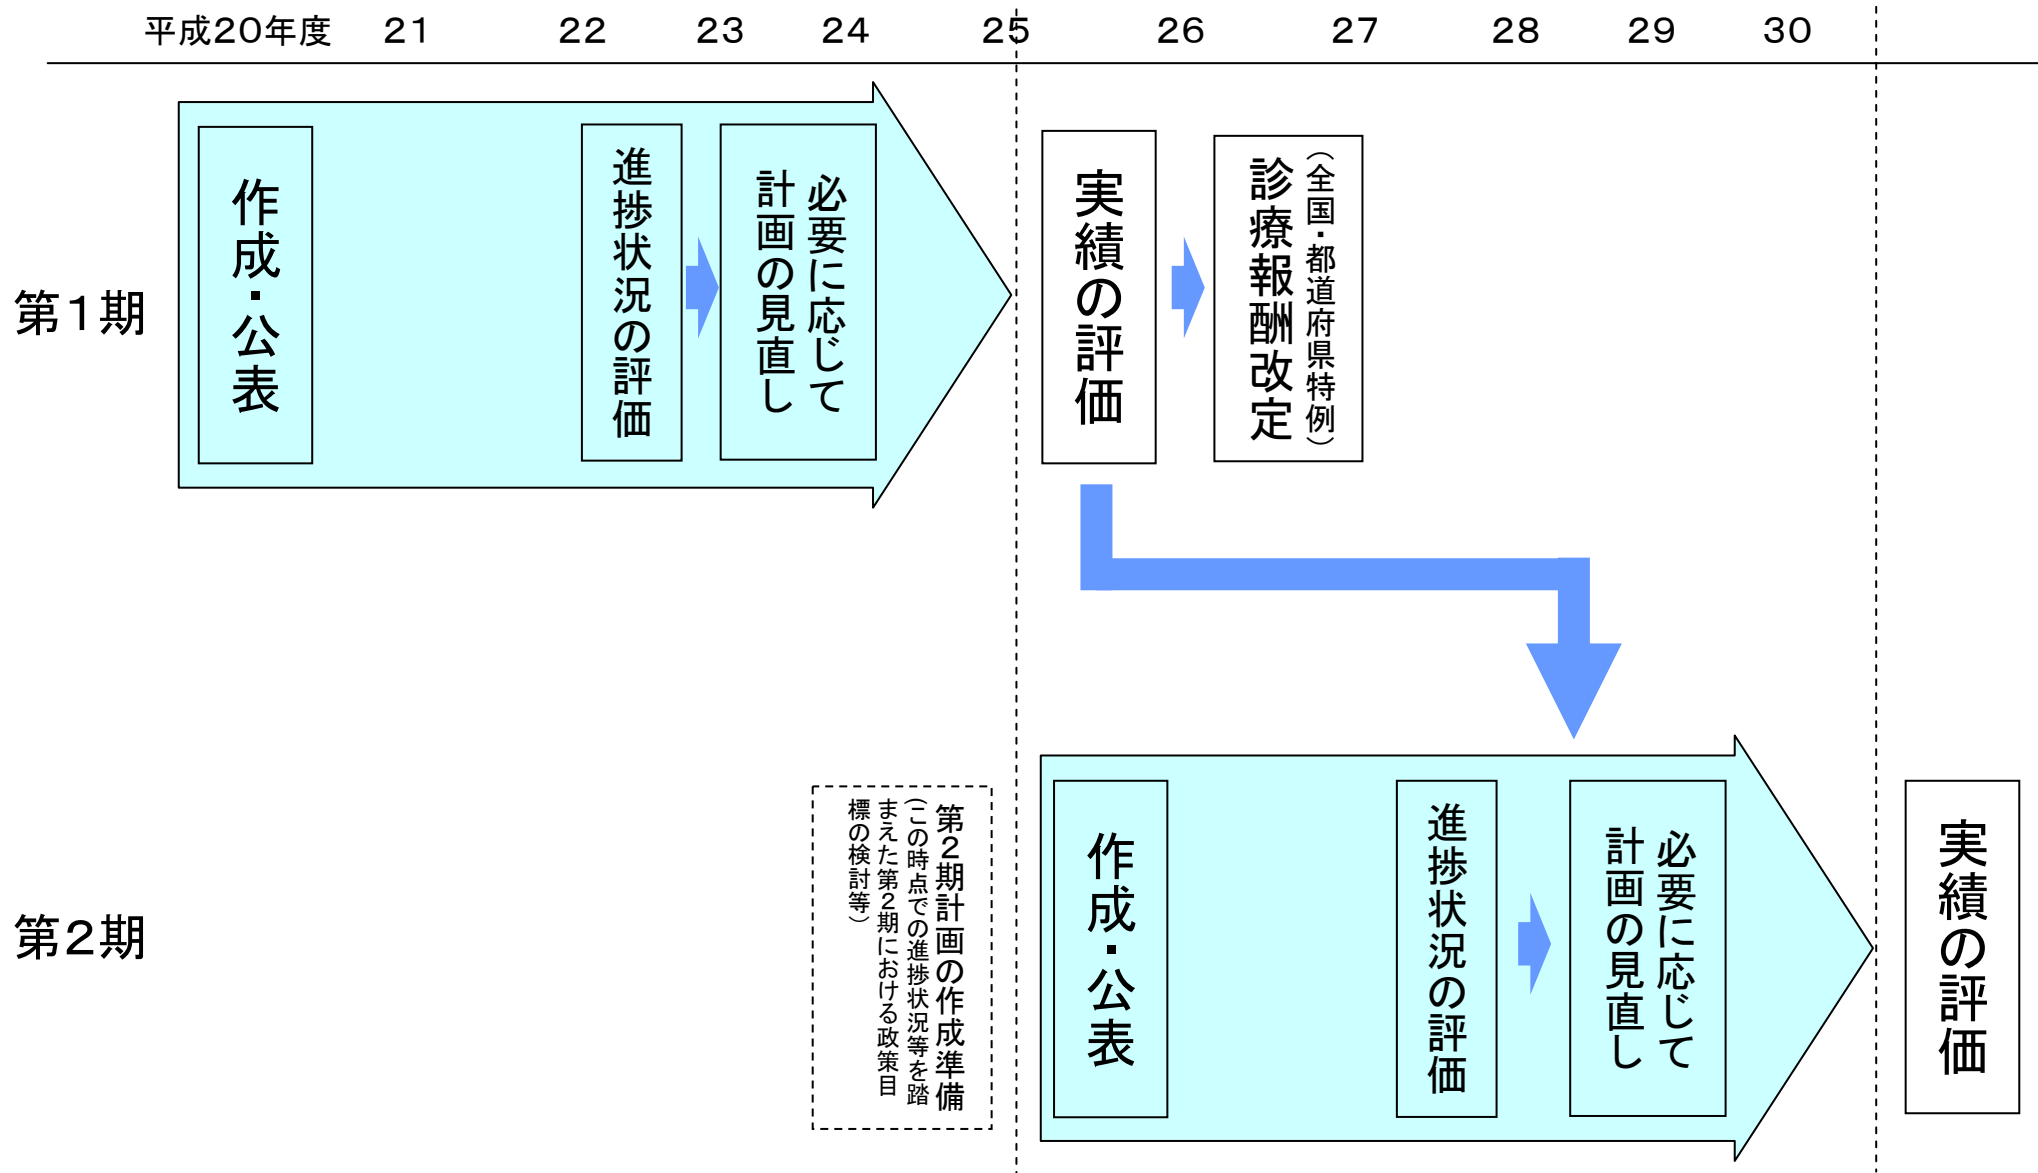 平成20年度 21 22 23 24 25 26 27 28 29 30
第1期
作成・公表
進捗状況の評価
必要に応じて
計画の見直し
実績の評価
(全国・都道府県特例)
診療報酬改定
第2期
第2期計画の作成準備
(この時点での進捗状況等を踏
まえた第2期における政策目
標の検討等)
作成・公表
進捗状況の評価
必要に応じて
計画の見直し
実績の評価